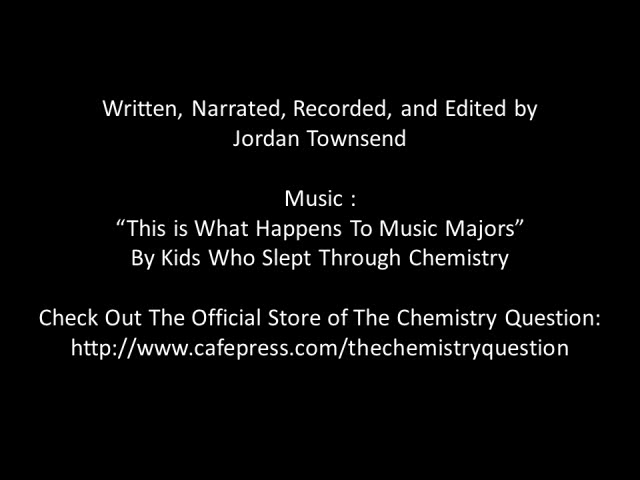 Written, Narrated, Recorded, and Edited by
Jordan Townsend
Music :
“This is What Happens To Music Majors”
By Kids Who Slept Through Chemistry
Check Out The Official Store of The Chemistry Question:
http://www.cafepress.com/thechemistryquestion